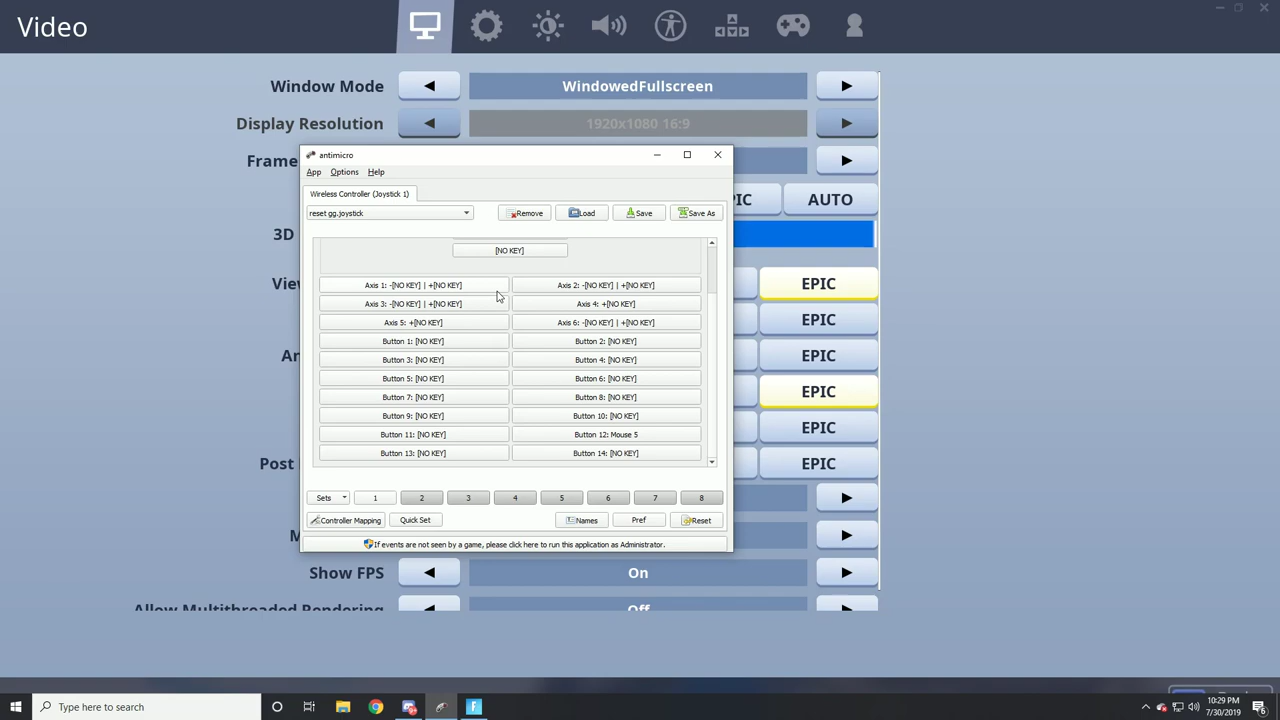 Video
Window Mode
WindowedFullscreen
Display Resolution
1920x1080 16:9
Frame
PIC
AUTO
3D
View
EPIC
EPIC
An
EPIC
EPIC
EPIC
Post
EPIC
M
Show FPS
On
Allow Multithreaded Rendering
Off
antimicro
App Options Help
Wireless Controller (Joystick 1)
reset gg.joystick
Remove Load Save Save As
[NO KEY]
Axis 1: -[NO KEY] | +[NO KEY] Axis 2: -[NO KEY] | +[NO KEY]
Axis 3: -[NO KEY] | +[NO KEY] Axis 4: +[NO KEY]
Axis 5: +[NO KEY] Axis 6: -[NO KEY] | +[NO KEY]
Button 1: [NO KEY] Button 2: [NO KEY]
Button 3: [NO KEY] Button 4: [NO KEY]
Button 5: [NO KEY] Button 6: [NO KEY]
Button 7: [NO KEY] Button 8: [NO KEY]
Button 9: [NO KEY] Button 10: [NO KEY]
Button 11: [NO KEY] Button 12: Mouse 5
Button 13: [NO KEY] Button 14: [NO KEY]
Sets 1 2 3 4 5 6 7 8
Controller Mapping Quick Set Names Pref Reset
If events are not seen by a game, please click here to run this application as Administrator.
Type here to search
10:29 PM
7/30/2019
6